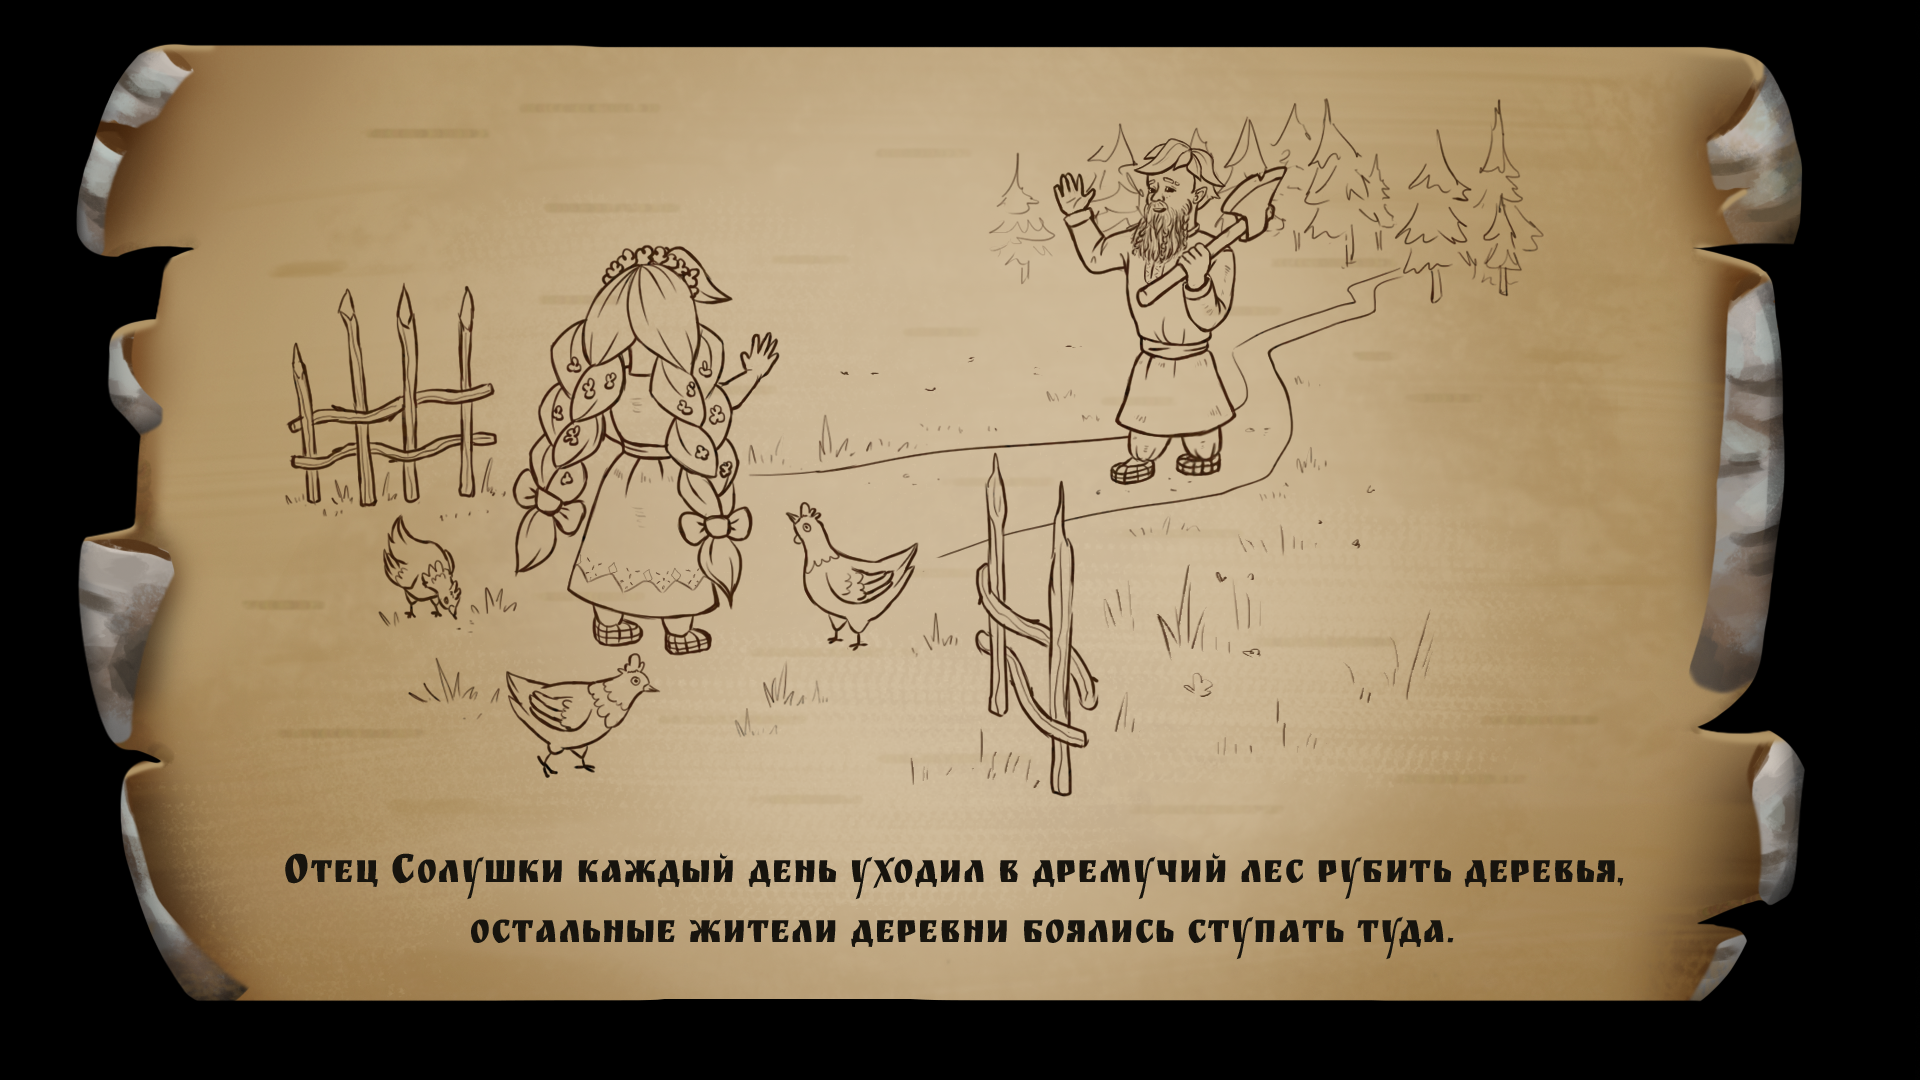 Отец Солушки каждый день уходил в дремучий лес рубить деревья,
остальные жители деревни боялись ступать туда.